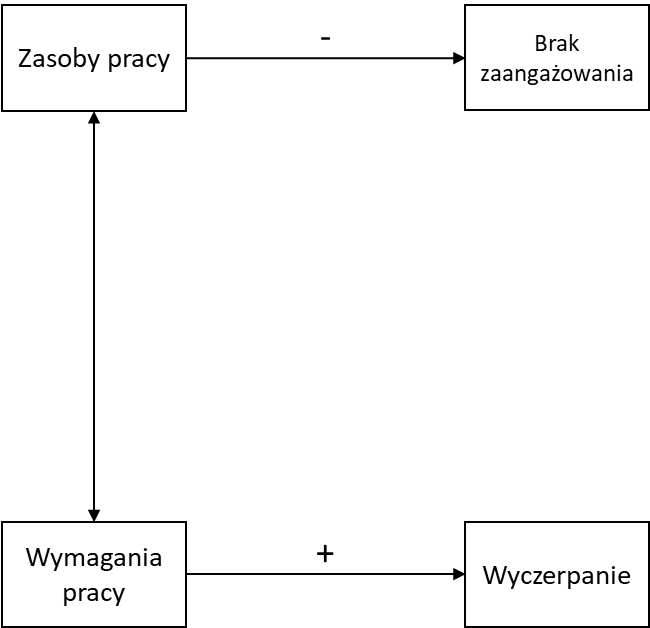 Zasoby pracy
-
Brak
zaangażowania
Wymagania
pracy
+
Wyczerpanie